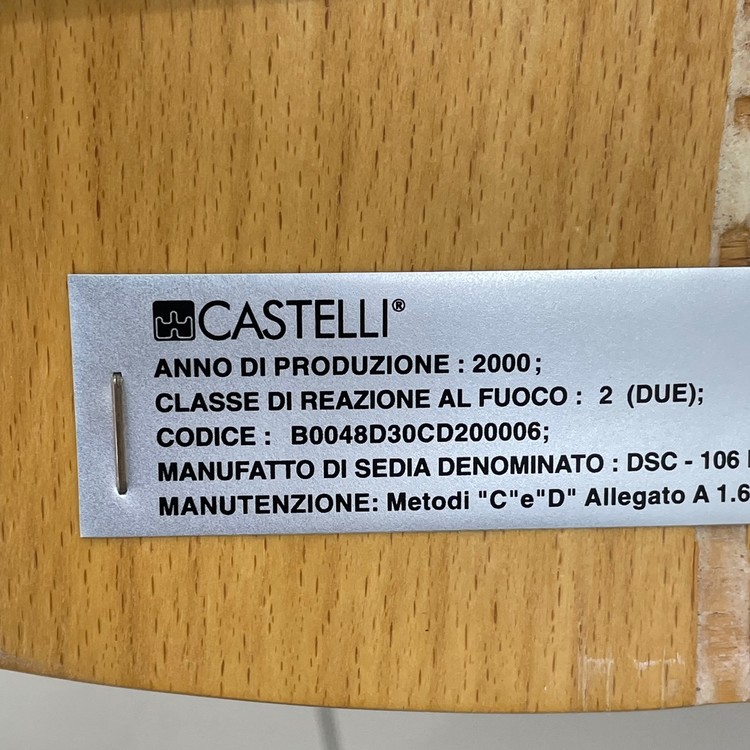 CASTELLI®
ANNO DI PRODUZIONE : 2000;
CLASSE DI REAZIONE AL FUOCO : 2 (DUE);
CODICE : B0048D30CD200006;
MANUFATTO DI SEDIA DENOMINATO : DSC - 106
MANUTENZIONE: Metodi "C"e"D" Allegato A 1.6